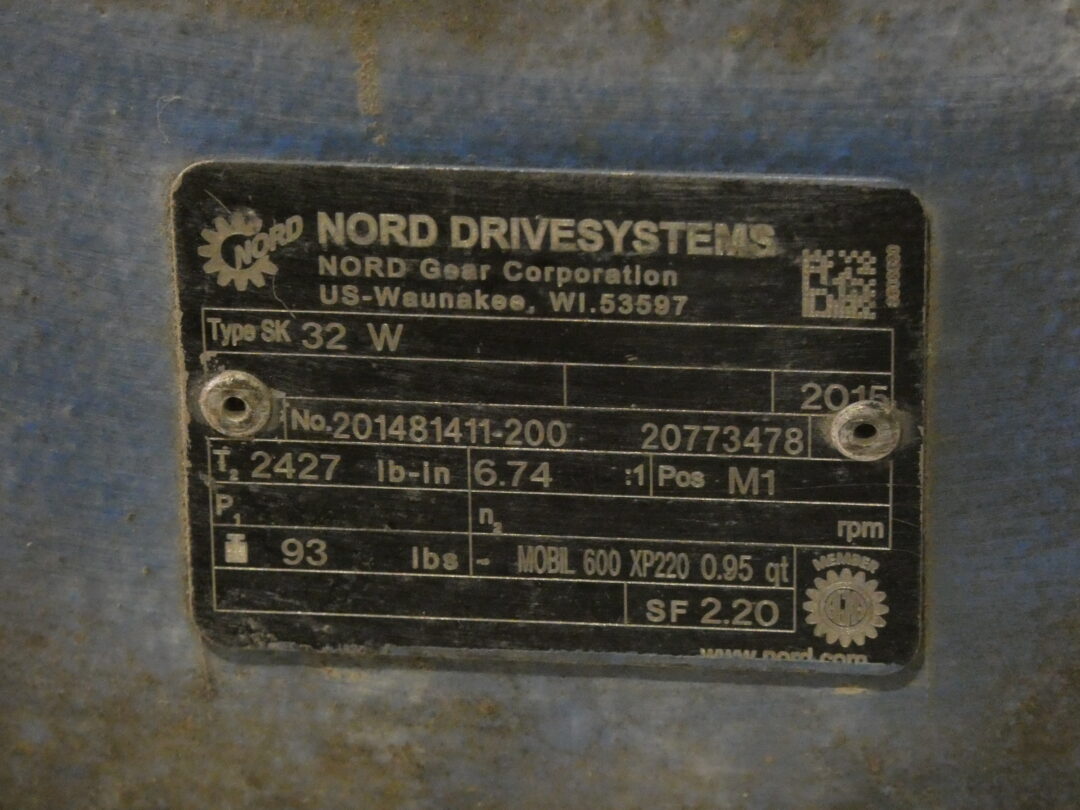 NORD
NORD DRIVESYSTEMS
NORD Gear Corporation
US-Waunakee, WI.53597
Type SK 32 W
2015
No. 201481411-200 20773478
T₂ 2427 lb-in 6.74 :1 Pos M1
P₁ n₂ rpm
93 lbs - MOBIL 600 XP220 0.95 qt
MEMBER
SF 2.20
www.nord.com